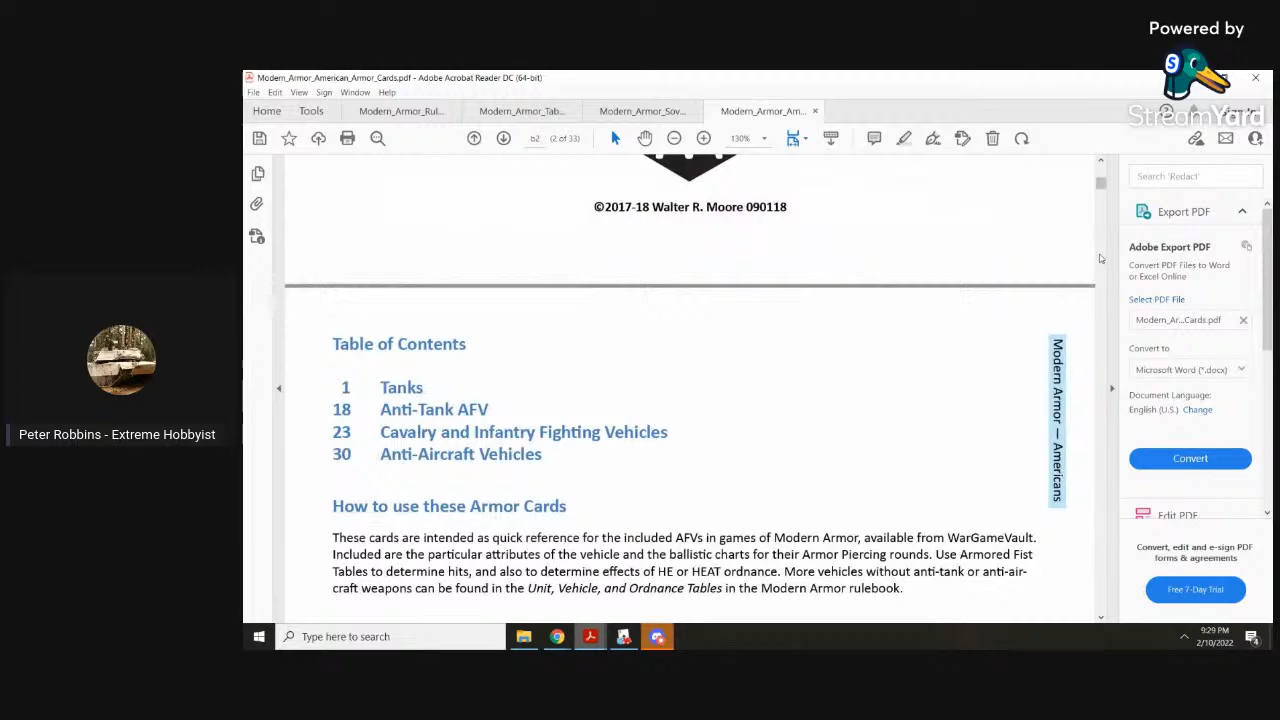 Powered by
StreamYard
Modern_Armor_American_Armor_Cards.pdf - Adobe Acrobat Reader DC (64-bit)
File Edit View Sign Window Help
Home Tools Modern_Armor_Rul... Modern_Armor_Tab... Modern_Armor_Sov... Modern_Armor_Am... ×
b2 (2 of 33) 130%
Search 'Redact'
©2017-18 Walter R. Moore 090118
Export PDF
Adobe Export PDF
Convert PDF Files to Word
or Excel Online
Select PDF File
Modern_Ar...Cards.pdf
Convert to
Microsoft Word (*.docx)
Document Language:
English (U.S.) Change
Convert
Edit PDF
Convert, edit and e-sign PDF
forms & agreements
Free 7-Day Trial
Table of Contents
1 Tanks
18 Anti-Tank AFV
23 Cavalry and Infantry Fighting Vehicles
30 Anti-Aircraft Vehicles
Modern Armor — Americans
How to use these Armor Cards
These cards are intended as quick reference for the included AFVs in games of Modern Armor, available from WarGameVault.
Included are the particular attributes of the vehicle and the ballistic charts for their Armor Piercing rounds. Use Armored Fist
Tables to determine hits, and also to determine effects of HE or HEAT ordnance. More vehicles without anti-tank or anti-air-
craft weapons can be found in the Unit, Vehicle, and Ordnance Tables in the Modern Armor rulebook.
Peter Robbins - Extreme Hobbyist
Type here to search
9:29 PM
2/10/2022